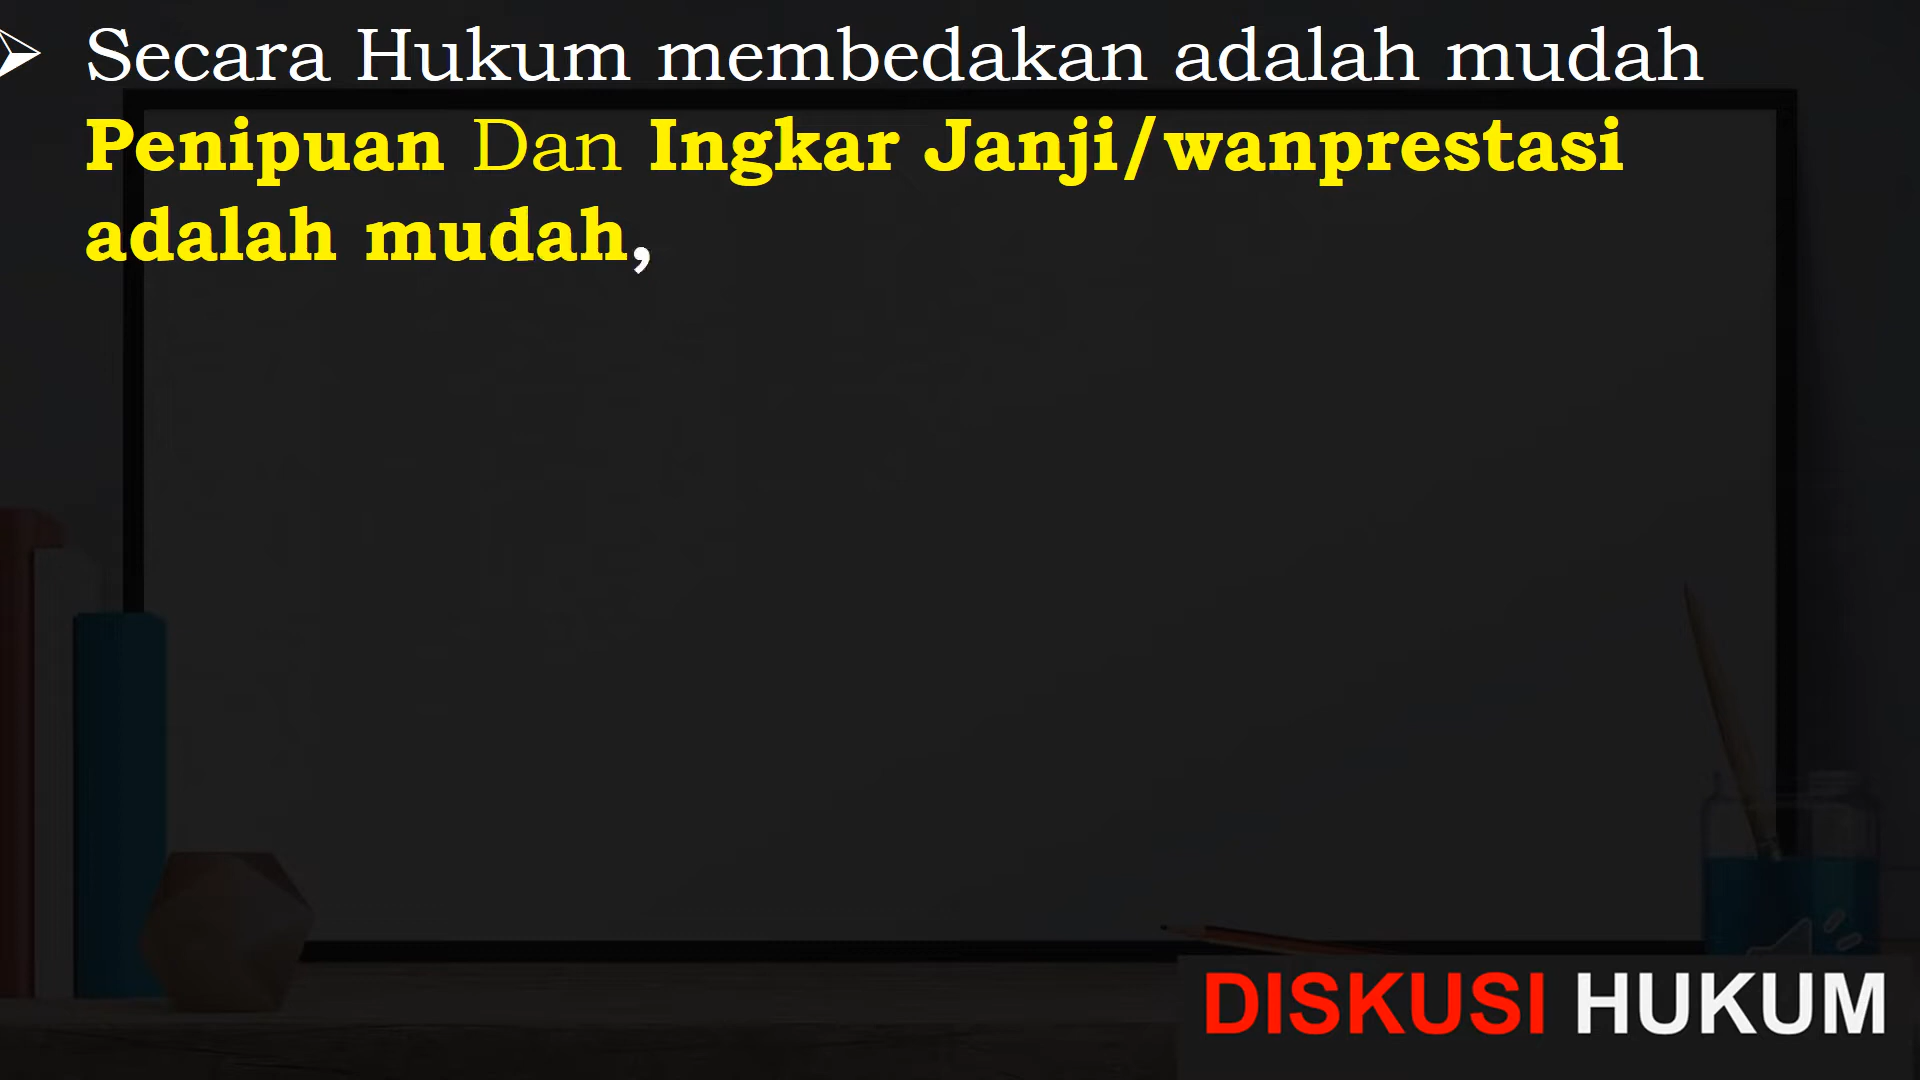 Secara Hukum membedakan adalah mudah
Penipuan Dan Ingkar Janji/wanprestasi
adalah mudah,
DISKUSI HUKUM